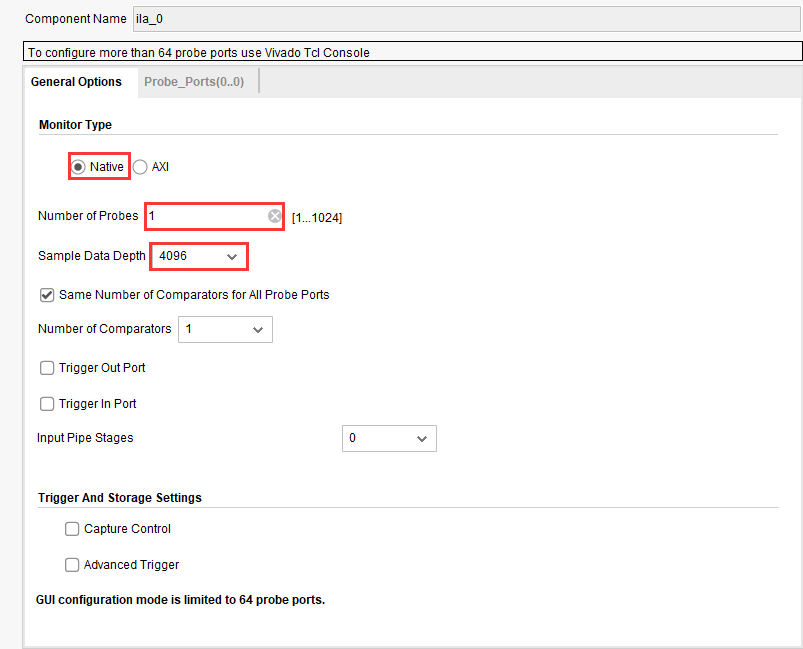 Component Name ila_0
To configure more than 64 probe ports use Vivado Tcl Console
General Options Probe_Ports(0..0)
Monitor Type
Native AXI
Number of Probes 1 [1...1024]
Sample Data Depth 4096
Same Number of Comparators for All Probe Ports
Number of Comparators 1
Trigger Out Port
Trigger In Port
Input Pipe Stages 0
Trigger And Storage Settings
Capture Control
Advanced Trigger
GUI configuration mode is limited to 64 probe ports.